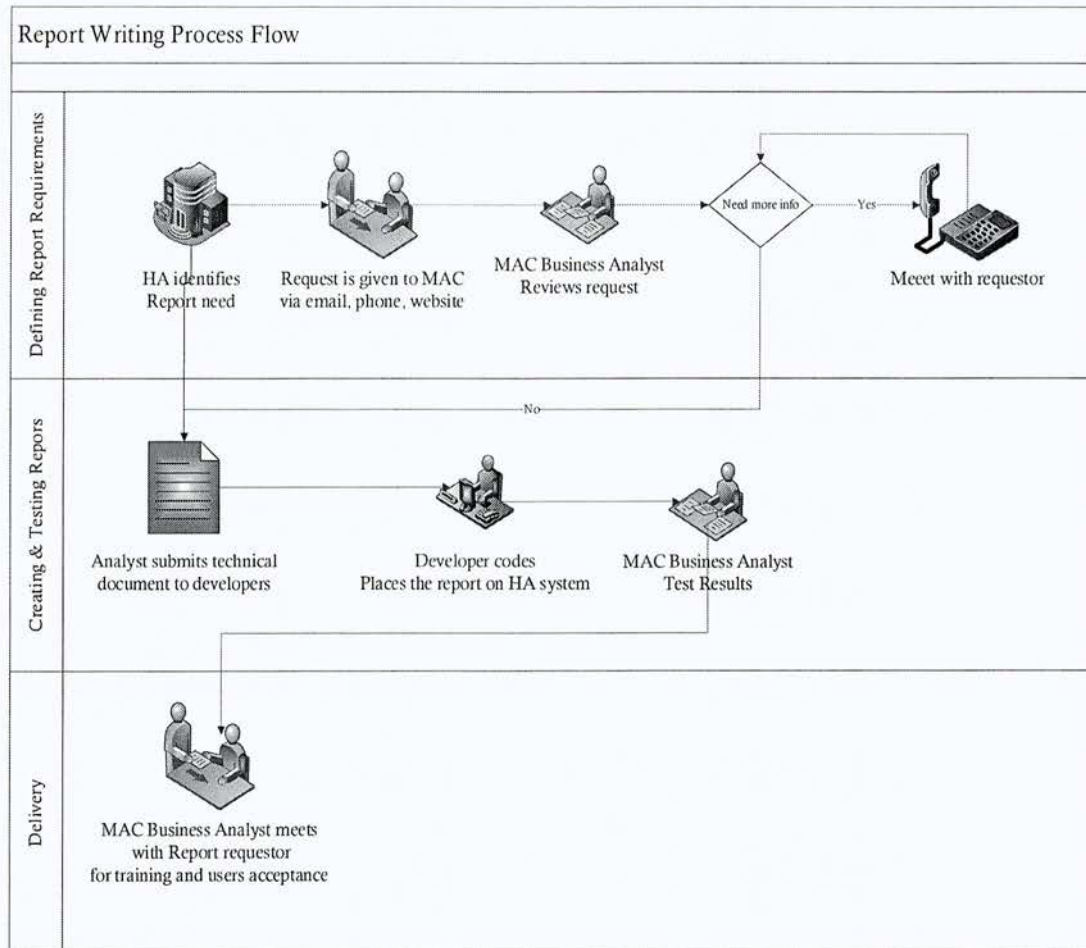 Report Writing Process Flow
Defining Report Requirements
HA identifies
Report need
Request is given to MAC
via email, phone, website
MAC Business Analyst
Reviews request
Need more info
Yes
Meeet with requestor
No
Creating & Testing Repors
Analyst submits technical
document to developers
Developer codes
Places the report on HA system
MAC Business Analyst
Test Results
Delivery
MAC Business Analyst meets
with Report requestor
for training and users acceptance